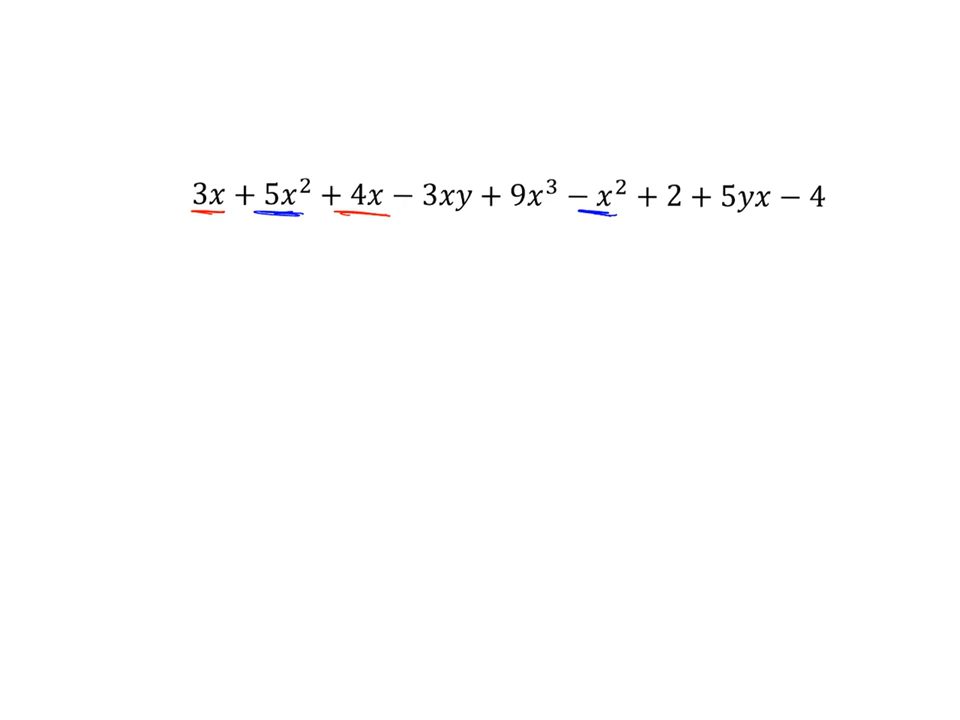 3x + 5x² + 4x − 3xy + 9x³ − x² + 2 + 5yx − 4